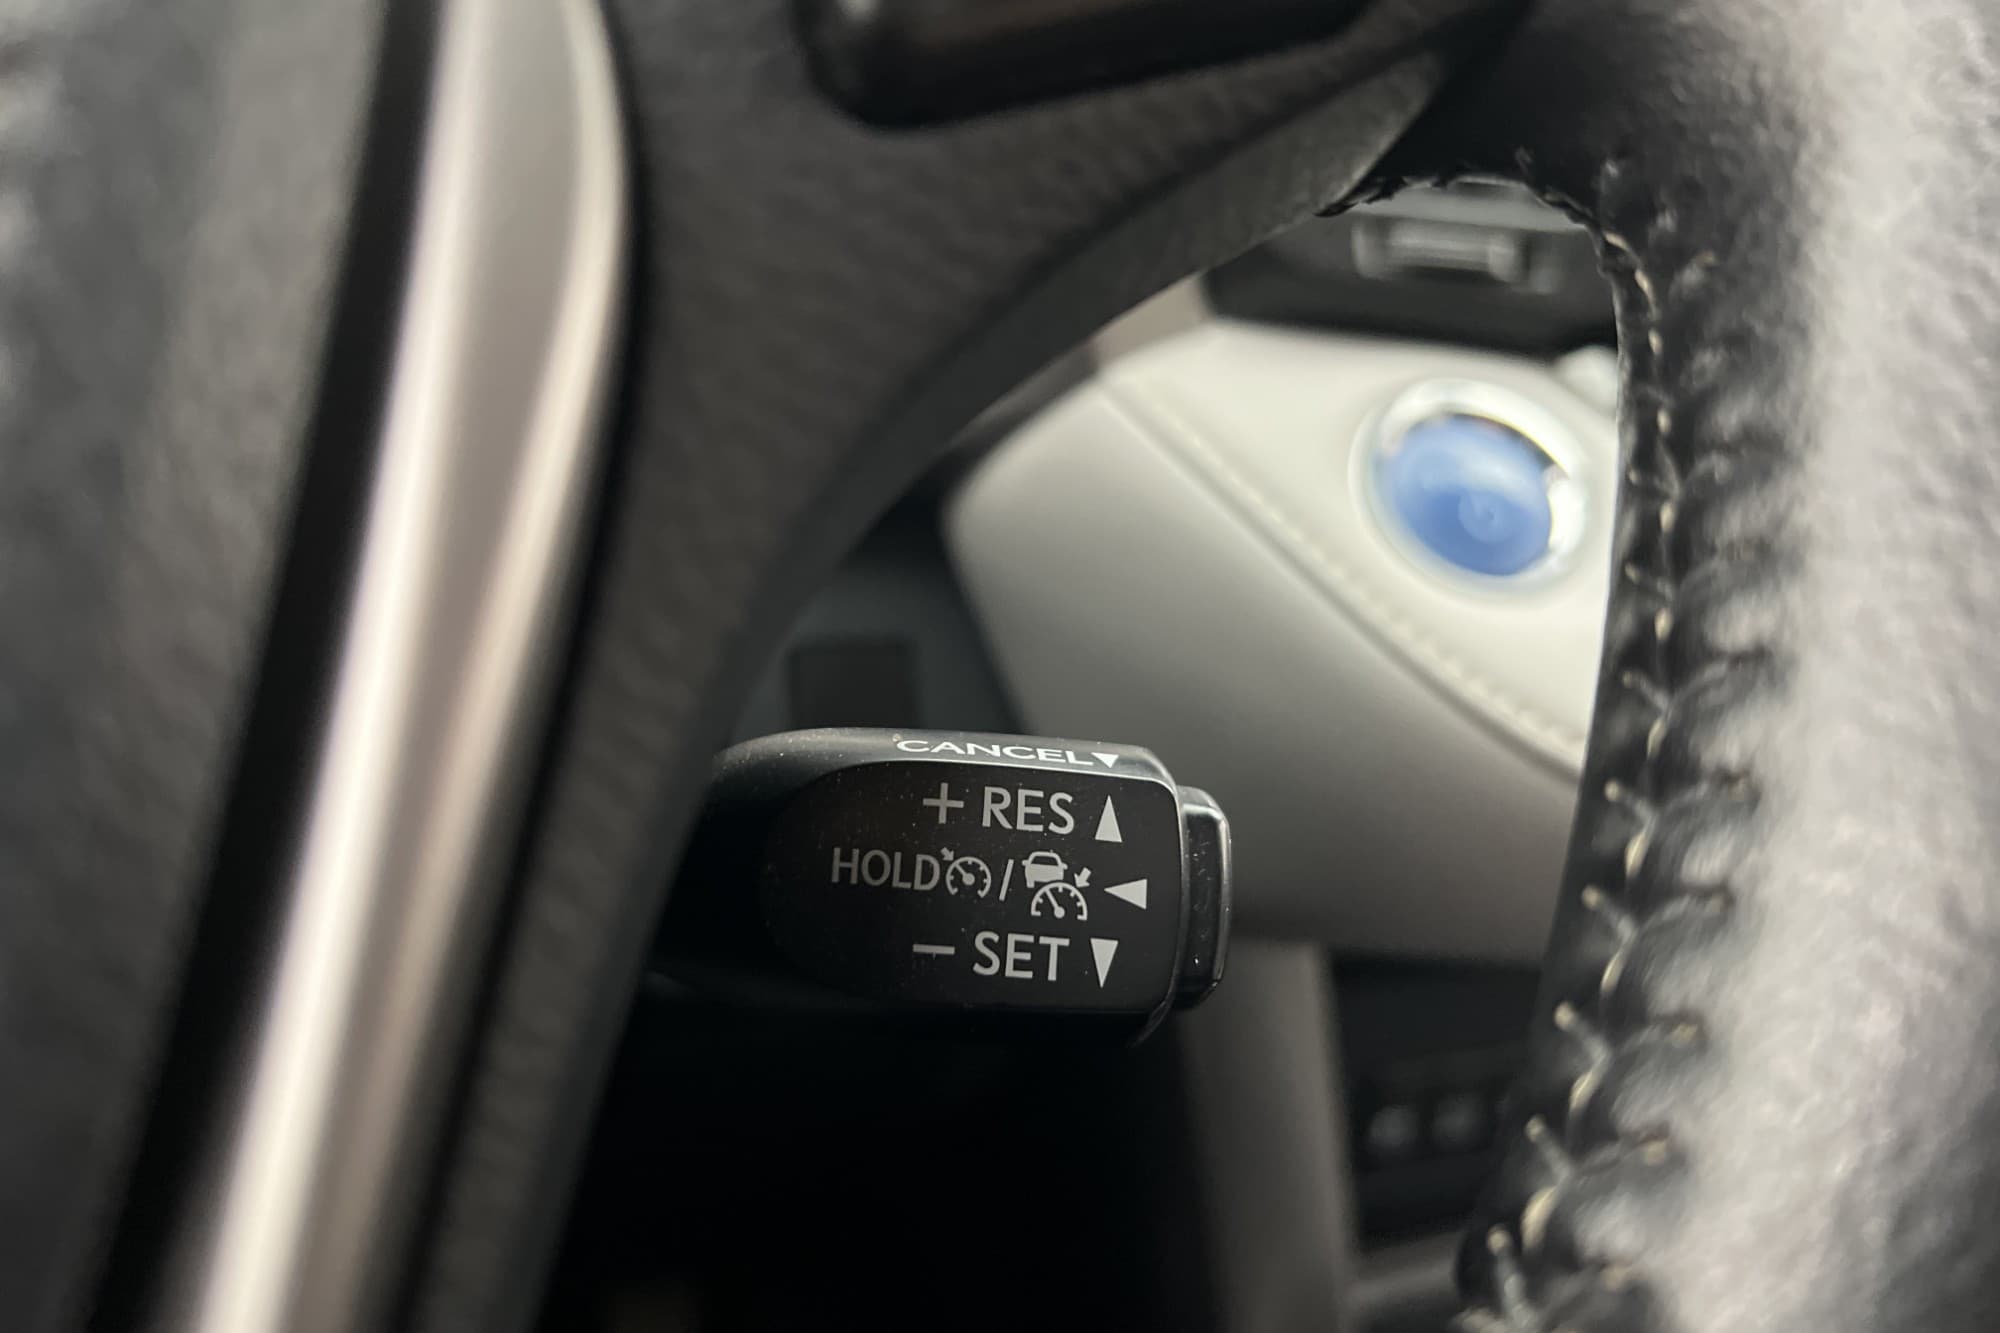 CANCEL▼
+ RES ▲
HOLD / ◀
− SET ▼